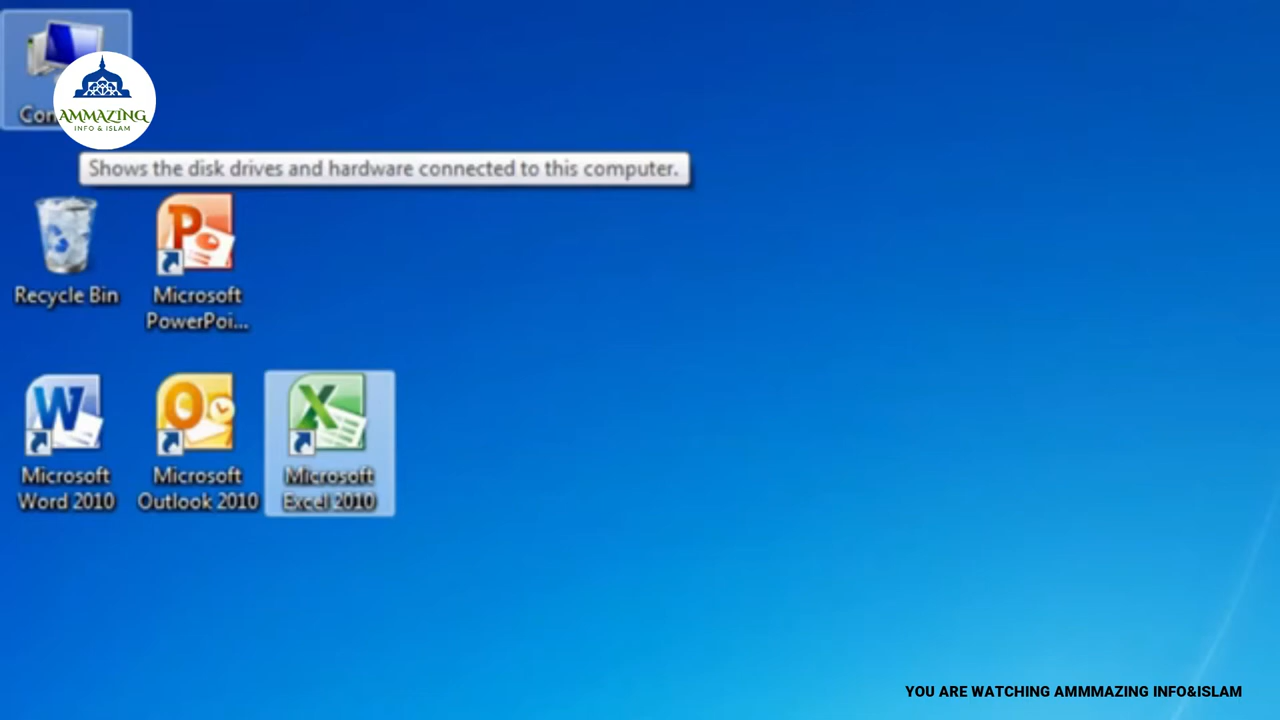 AMMAZING
INFO & ISLAM
Shows the disk drives and hardware connected to this computer.
Recycle Bin
Microsoft
PowerPoi...
Microsoft
Word 2010
Microsoft
Outlook 2010
Microsoft
Excel 2010
YOU ARE WATCHING AMMMAZING INFO&ISLAM